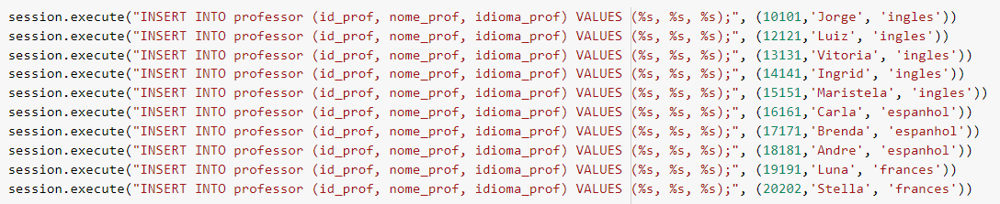 session.execute("INSERT INTO professor (id_prof, nome_prof, idioma_prof) VALUES (%s, %s, %s);", (10101,'Jorge', 'ingles'))
session.execute("INSERT INTO professor (id_prof, nome_prof, idioma_prof) VALUES (%s, %s, %s);", (12121,'Luiz', 'ingles'))
session.execute("INSERT INTO professor (id_prof, nome_prof, idioma_prof) VALUES (%s, %s, %s);", (13131,'Vitoria', 'ingles'))
session.execute("INSERT INTO professor (id_prof, nome_prof, idioma_prof) VALUES (%s, %s, %s);", (14141,'Ingrid', 'ingles'))
session.execute("INSERT INTO professor (id_prof, nome_prof, idioma_prof) VALUES (%s, %s, %s);", (15151,'Maristela', 'ingles'))
session.execute("INSERT INTO professor (id_prof, nome_prof, idioma_prof) VALUES (%s, %s, %s);", (16161,'Carla', 'espanhol'))
session.execute("INSERT INTO professor (id_prof, nome_prof, idioma_prof) VALUES (%s, %s, %s);", (17171,'Brenda', 'espanhol'))
session.execute("INSERT INTO professor (id_prof, nome_prof, idioma_prof) VALUES (%s, %s, %s);", (18181,'Andre', 'espanhol'))
session.execute("INSERT INTO professor (id_prof, nome_prof, idioma_prof) VALUES (%s, %s, %s);", (19191,'Luna', 'frances'))
session.execute("INSERT INTO professor (id_prof, nome_prof, idioma_prof) VALUES (%s, %s, %s);", (20202,'Stella', 'frances'))